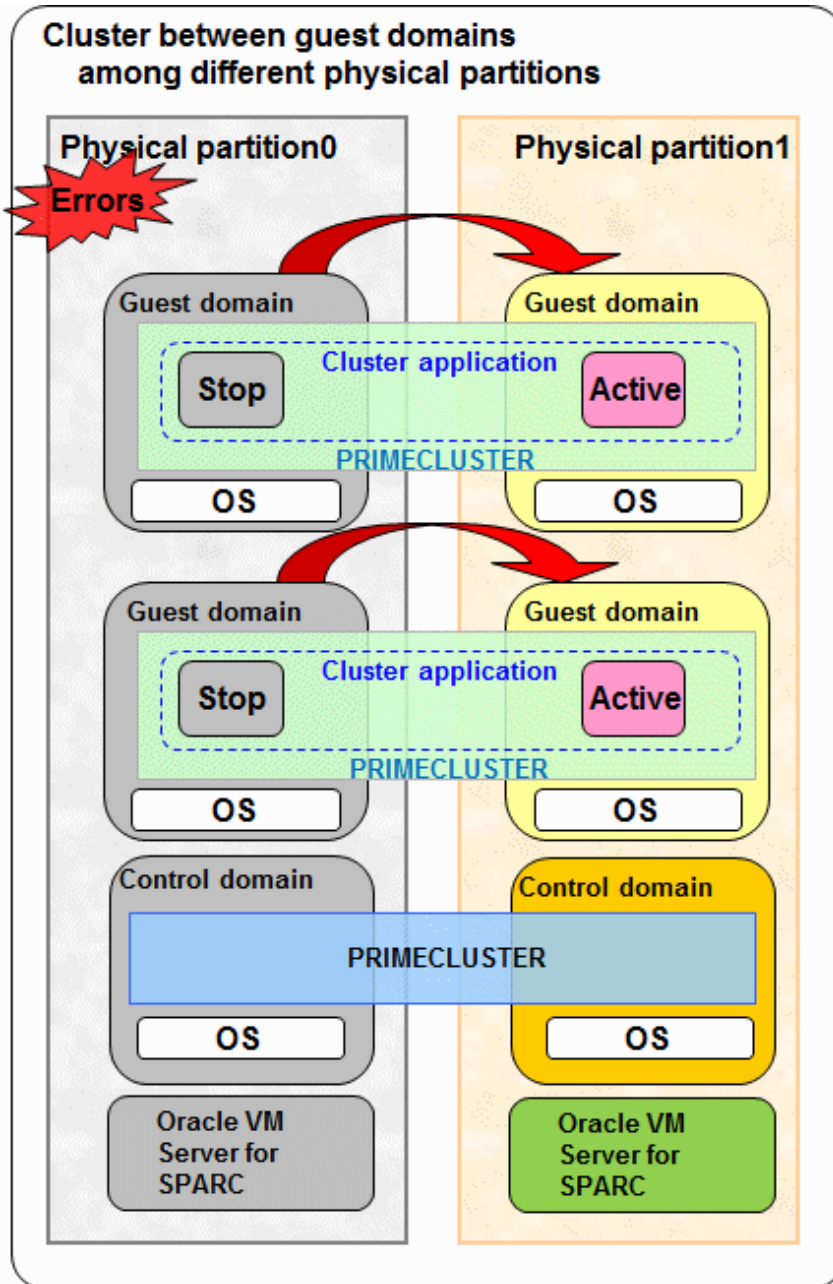 Cluster between guest domains
among different physical partitions
Physical partition0
Physical partition1
Errors
Guest domain
Guest domain
Cluster application
Stop
Active
PRIMECLUSTER
OS
OS
Guest domain
Guest domain
Cluster application
Stop
Active
PRIMECLUSTER
OS
OS
Control domain
Control domain
PRIMECLUSTER
OS
OS
Oracle VM
Server for
SPARC
Oracle VM
Server for
SPARC